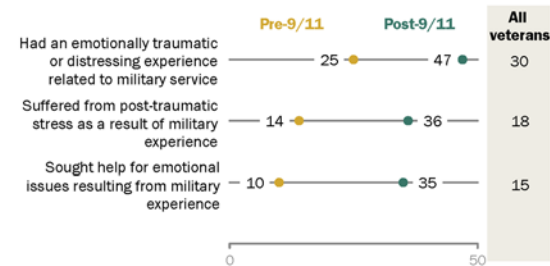 Pre-9/11 Post-9/11 All
veterans
Had an emotionally traumatic
or distressing experience
related to military service
25 47 30
Suffered from post-traumatic
stress as a result of military
experience
14 36 18
Sought help for emotional
issues resulting from military
experience
10 35 15
0 50